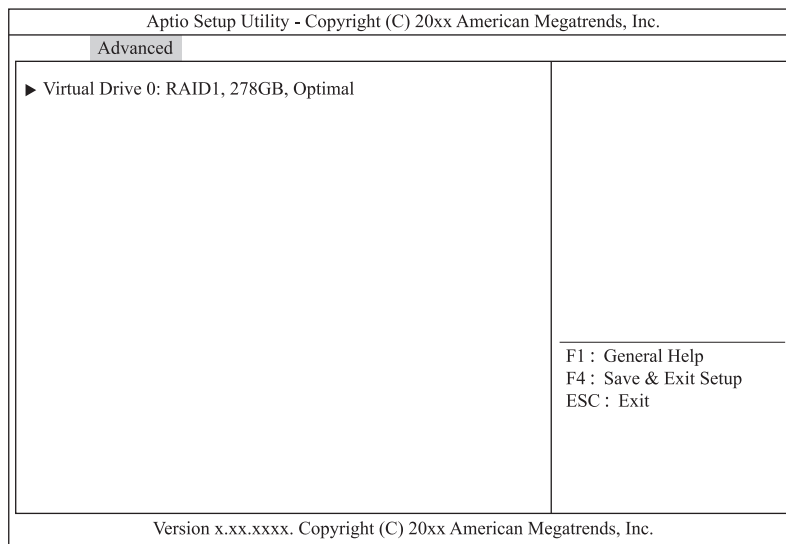 Aptio Setup Utility - Copyright (C) 20xx American Megatrends, Inc.
Advanced
▶ Virtual Drive 0: RAID1, 278GB, Optimal
F1 : General Help
F4 : Save & Exit Setup
ESC : Exit
Version x.xx.xxxx. Copyright (C) 20xx American Megatrends, Inc.